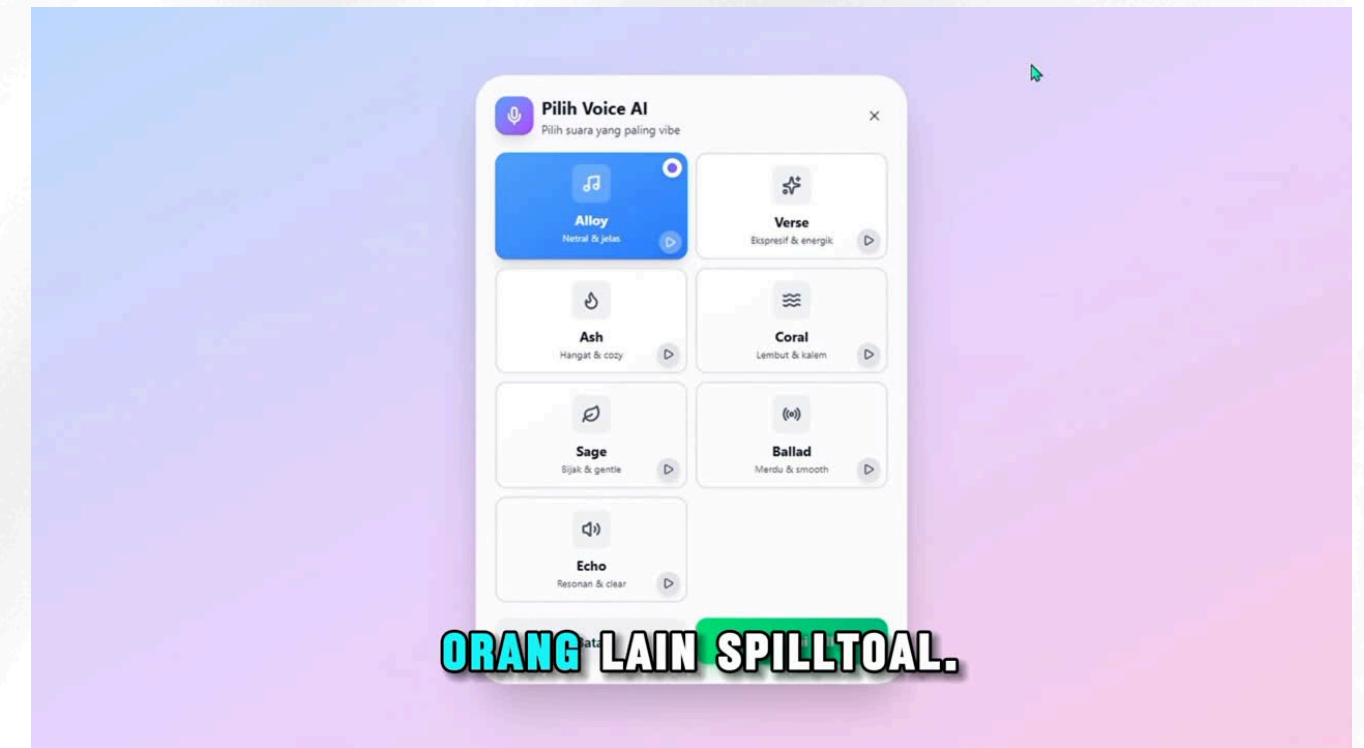 Pilih Voice AI
Pilih suara yang paling vibe
Alloy
Netral & jelas
Verse
Ekspresif & energik
Ash
Hangat & cozy
Coral
Lembut & kalem
Sage
Bijak & gentle
Ballad
Merdu & smooth
Echo
Resonan & clear
ORANG LAIN SPILLTOAL.